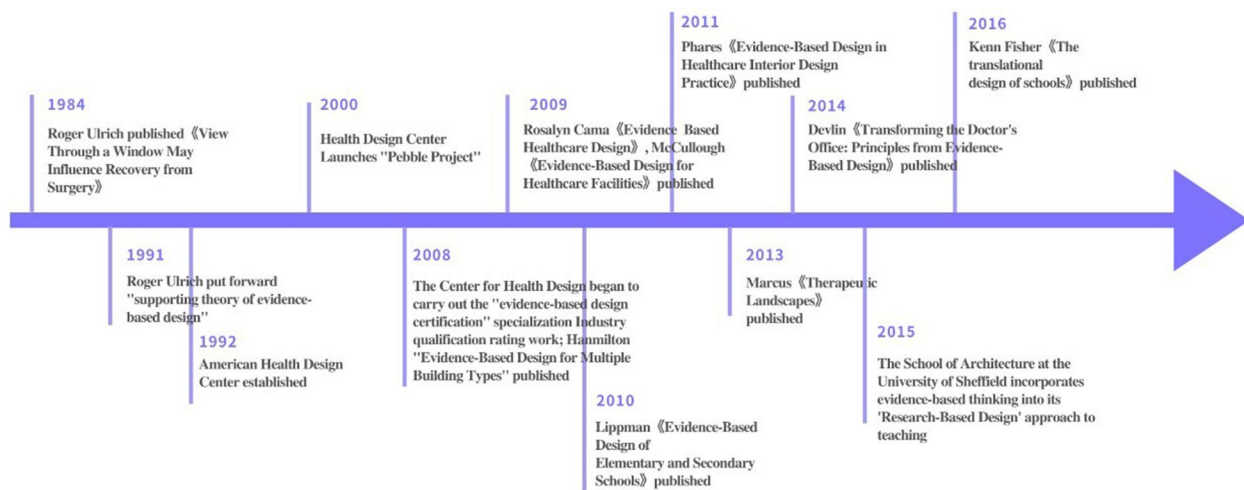 1984
Roger Ulrich published《View
Through a Window May
Influence Recovery from
Surgery》
1991
Roger Ulrich put forward
"supporting theory of evidence-
based design"
1992
American Health Design
Center established
2000
Health Design Center
Launches "Pebble Project"
2008
The Center for Health Design began to
carry out the "evidence-based design
certification" specialization Industry
qualification rating work; Hanmilton
"Evidence-Based Design for Multiple
Building Types" published
2009
Rosalyn Cama《Evidence Based
Healthcare Design》, McCullough
《Evidence-Based Design for
Healthcare Facilities》published
2010
Lippman《Evidence-Based
Design of
Elementary and Secondary
Schools》published
2011
Phares《Evidence-Based Design in
Healthcare Interior Design
Practice》published
2013
Marcus《Therapeutic
Landscapes》
published
2014
Devlin《Transforming the Doctor's
Office: Principles from Evidence-
Based Design》published
2015
The School of Architecture at the
University of Sheffield incorporates
evidence-based thinking into its
'Research-Based Design' approach to
teaching
2016
Kenn Fisher《The
translational
design of schools》published